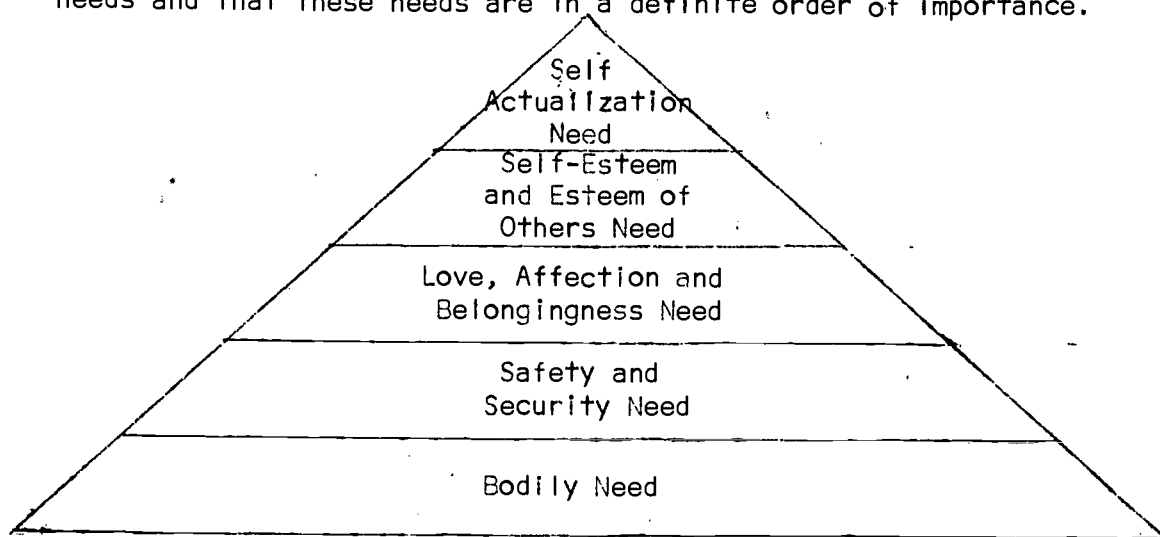 needs and that these needs are in a definite order of importance.
Self
Actualization
Need
Self-Esteem
and Esteem of
Others Need
Love, Affection and
Belongingness Need
Safety and
Security Need
Bodily Need